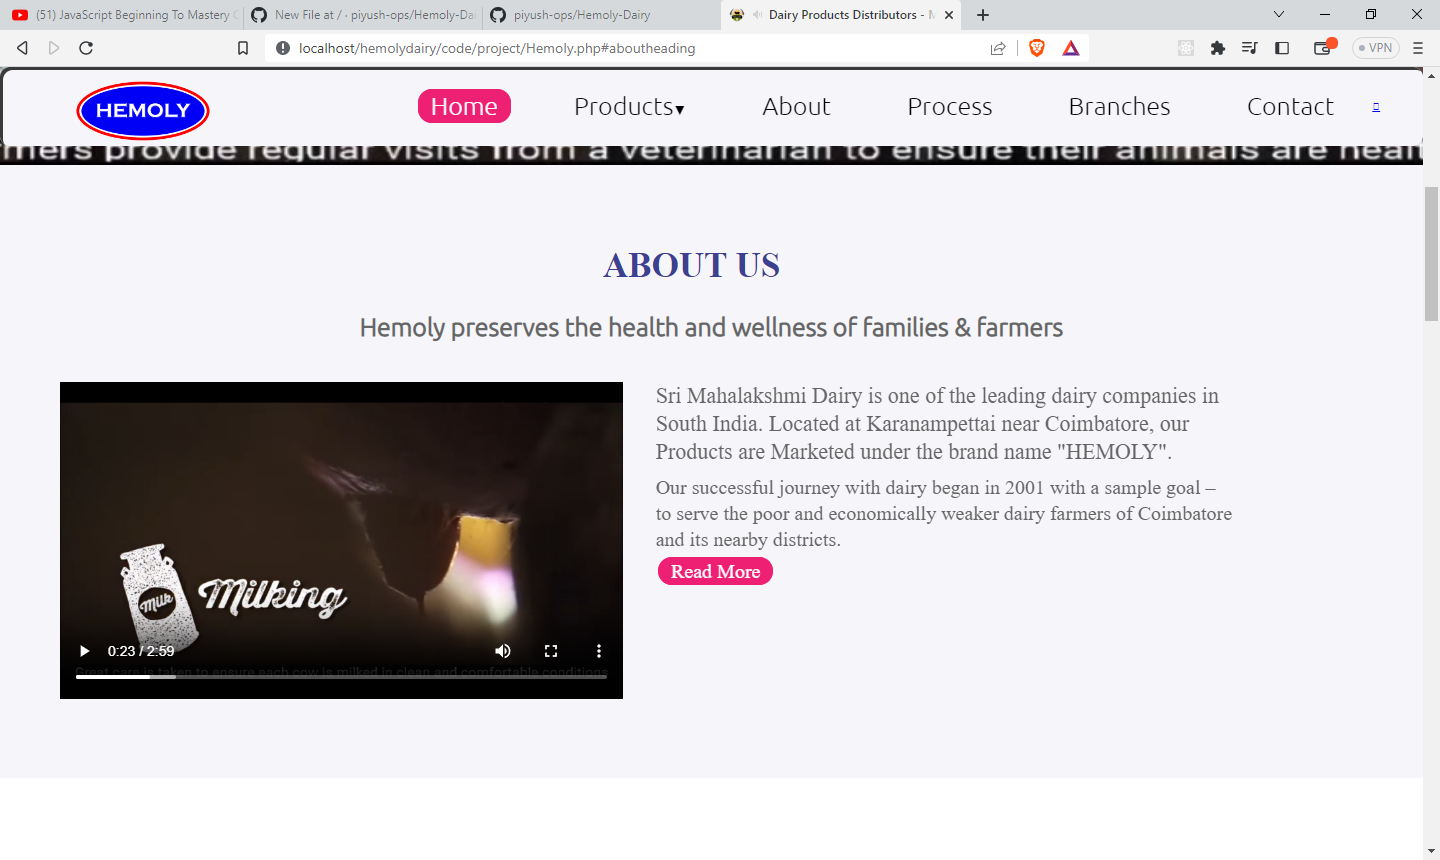 (51) JavaScript Beginning To Mastery
New File at / · piyush-ops/Hemoly-Da
piyush-ops/Hemoly-Dairy
Dairy Products Distributors -
localhost/hemolydairy/code/project/Hemoly.php#aboutheading
VPN
HEMOLY
Home
Products▼
About
Process
Branches
Contact
mers provide regular visits from a veterinarian to ensure their animals are
ABOUT US
Hemoly preserves the health and wellness of families & farmers
Milk
Milking
0:23 / 2:59
Great care is taken to ensure each cow is milked in clean and comfortable conditions
Sri Mahalakshmi Dairy is one of the leading dairy companies in
South India. Located at Karanampettai near Coimbatore, our
Products are Marketed under the brand name "HEMOLY".
Our successful journey with dairy began in 2001 with a sample goal –
to serve the poor and economically weaker dairy farmers of Coimbatore
and its nearby districts.
Read More